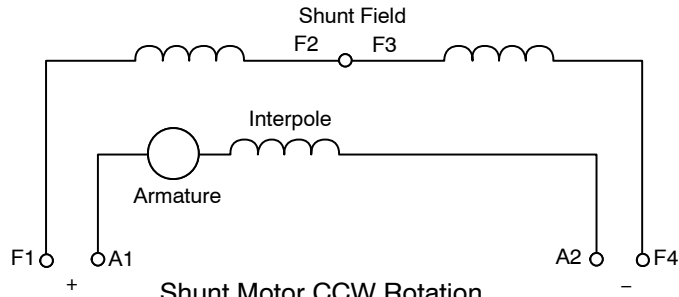 Shunt Field
F2 F3
Interpole
Armature
F1 A1 A2 F4
+ –
Shunt Motor CCW Rotation